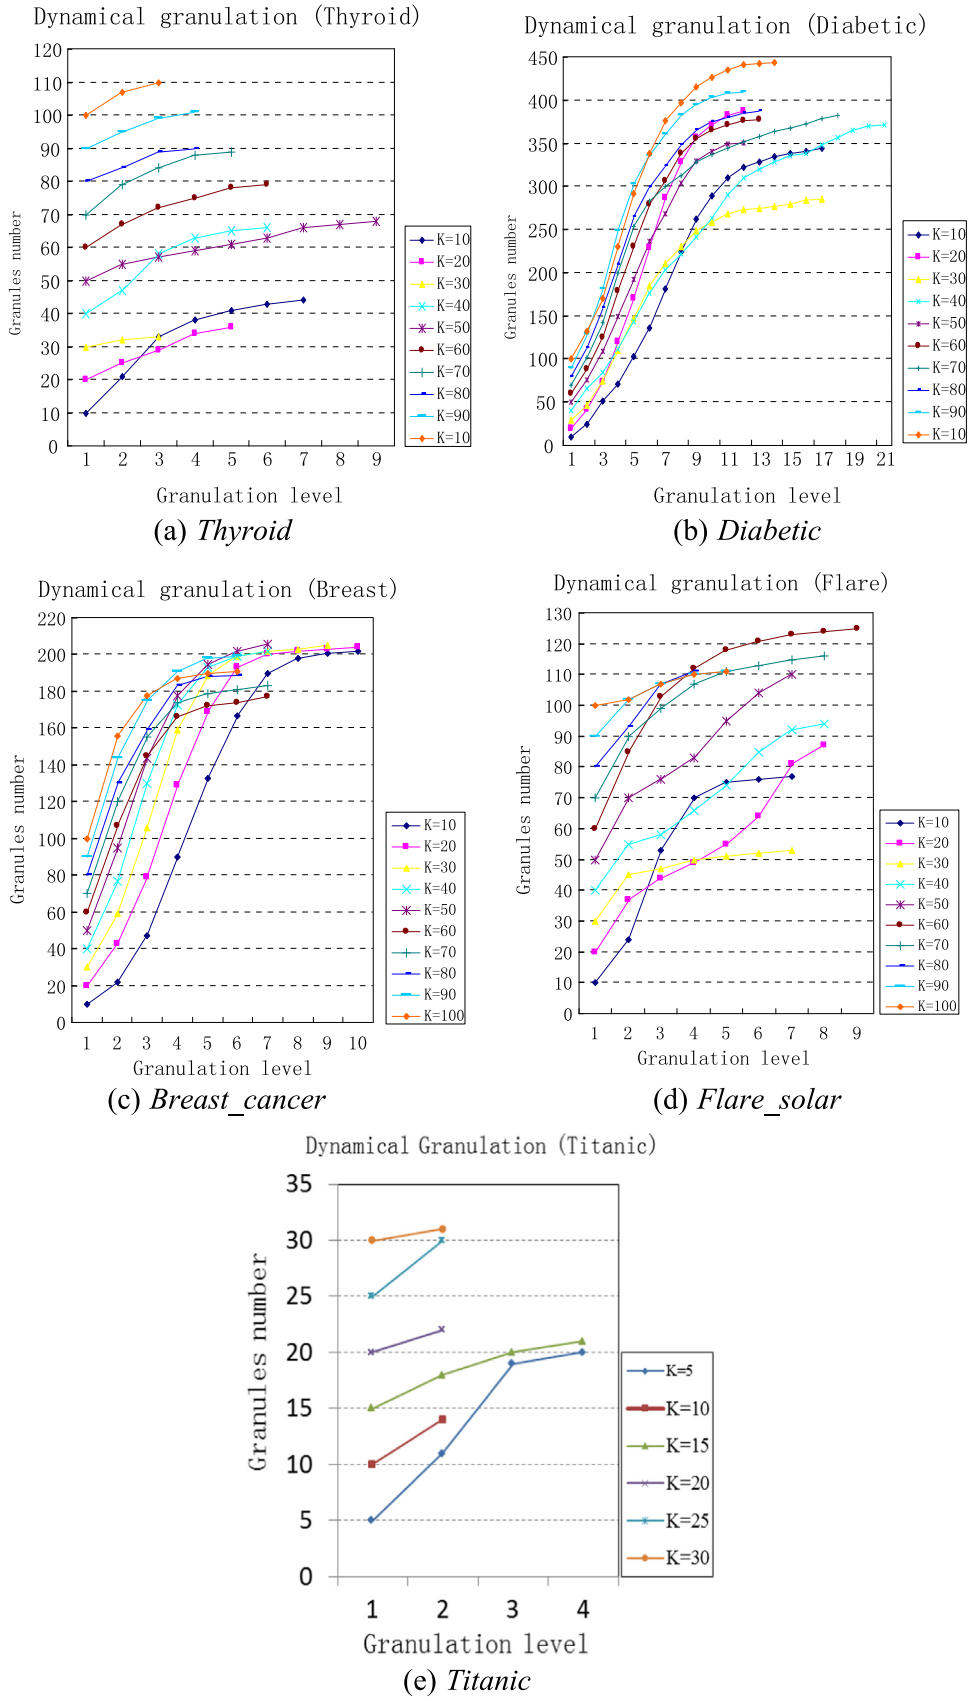 Dynamical granulation (Thyroid)
120
110
100
90
80
70
60
50
40
30
20
10
0
Granules number
1 2 3 4 5 6 7 8 9
Granulation level
K=10
K=20
K=30
K=40
K=50
K=60
K=70
K=80
K=90
K=10
(a) Thyroid
Dynamical granulation (Diabetic)
450
400
350
300
250
200
150
100
50
0
Granules number
1 3 5 7 9 11 13 15 17 19 21
Granulation level
K=10
K=20
K=30
K=40
K=50
K=60
K=70
K=80
K=90
K=10
(b) Diabetic
Dynamical granulation (Breast)
220
200
180
160
140
120
100
80
60
40
20
0
Granules number
1 2 3 4 5 6 7 8 9 10
Granulation level
K=10
K=20
K=30
K=40
K=50
K=60
K=70
K=80
K=90
K=100
(c) Breast_cancer
Dynamical granulation (Flare)
130
120
110
100
90
80
70
60
50
40
30
20
10
0
Granules number
1 2 3 4 5 6 7 8 9
Granulation level
K=10
K=20
K=30
K=40
K=50
K=60
K=70
K=80
K=90
K=100
(d) Flare_solar
Dynamical Granulation (Titanic)
35
30
25
20
15
10
5
0
Granules number
1 2 3 4
Granulation level
K=5
K=10
K=15
K=20
K=25
K=30
(e) Titanic